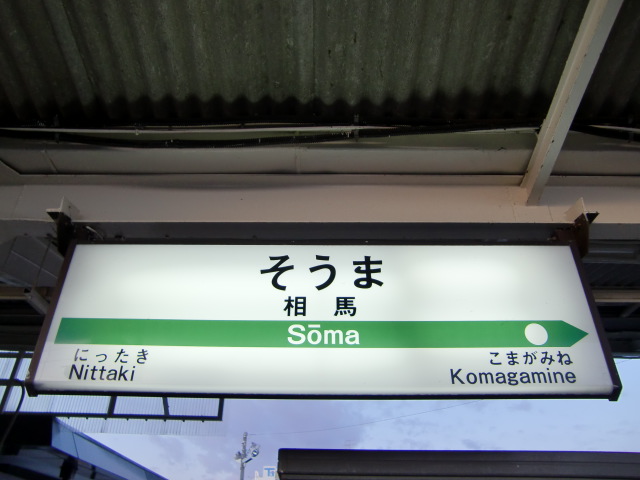 そうま
相馬
Sōma
にったき
Nittaki
こまがみね
Komagamine